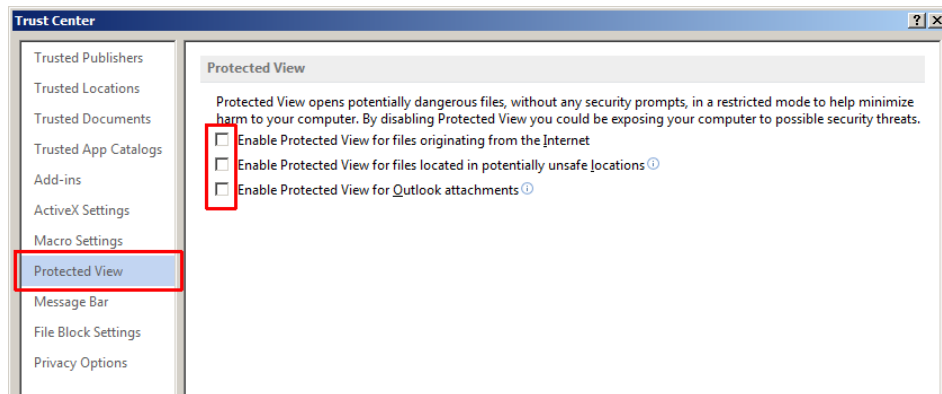 Trust Center
Trusted Publishers
Trusted Locations
Trusted Documents
Trusted App Catalogs
Add-ins
ActiveX Settings
Macro Settings
Protected View
Message Bar
File Block Settings
Privacy Options
Protected View
Protected View opens potentially dangerous files, without any security prompts, in a restricted mode to help minimize
harm to your computer. By disabling Protected View you could be exposing your computer to possible security threats.
Enable Protected View for files originating from the Internet
Enable Protected View for files located in potentially unsafe locations
Enable Protected View for Outlook attachments